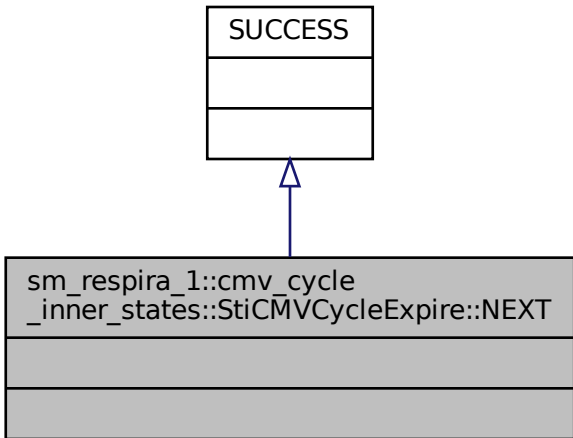 SUCCESS
sm_respira_1::cmv_cycle
_inner_states::StiCMVCycleExpire::NEXT